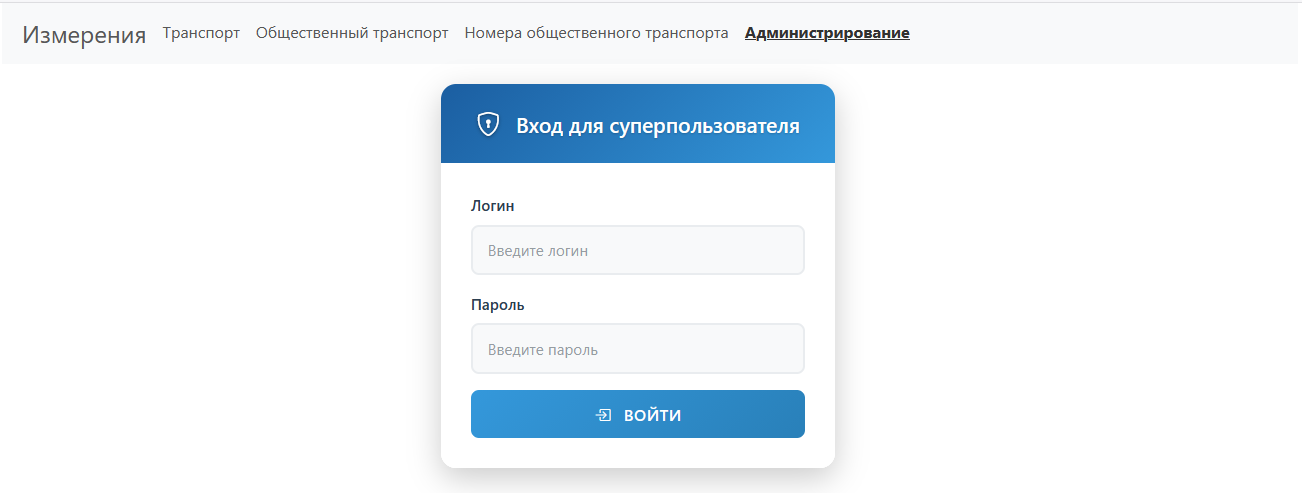 Измерения Транспорт Общественный транспорт Номера общественного транспорта Администрирование
Вход для суперпользователя
Логин
Введите логин
Пароль
Введите пароль
ВОЙТИ